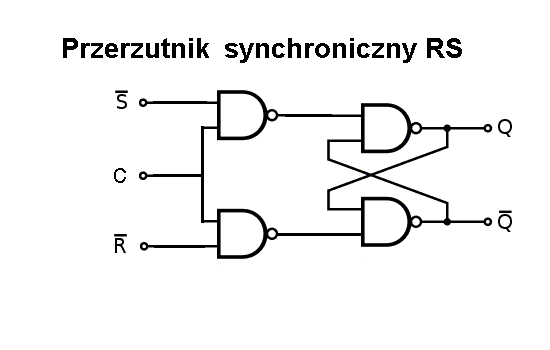 Przerzutnik synchroniczny RS
S̅
Q
C
R̅
Q̅